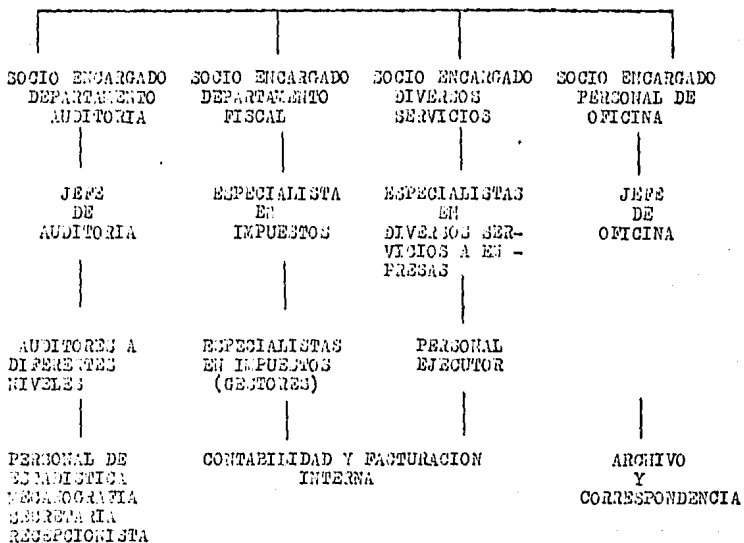 SOCIO ENCARGADO
DEPARTAMENTO
AUDITORIA
SOCIO ENCARGADO
DEPARTAMENTO
FISCAL
SOCIO ENCARGADO
DIVERSOS
SERVICIOS
SOCIO ENCARGADO
PERSONAL DE
OFICINA
JEFE
DE
AUDITORIA
ESPECIALISTA
EN
IMPUESTOS
ESPECIALISTAS
EN
DIVERSOS SER-
VICIOS A EM -
PRESAS
JEFE
DE
OFICINA
AUDITORES A
DIFERENTES
NIVELES
ESPECIALISTAS
EN IMPUESTOS
(GESTORES)
PERSONAL
EJECUTOR
PERSONAL DE
ESTADISTICA
MECANOGRAFIA
SECRETARIA
RECEPCIONISTA
CONTABILIDAD Y FACTURACION
INTERNA
ARCHIVO
Y
CORRESPONDENCIA